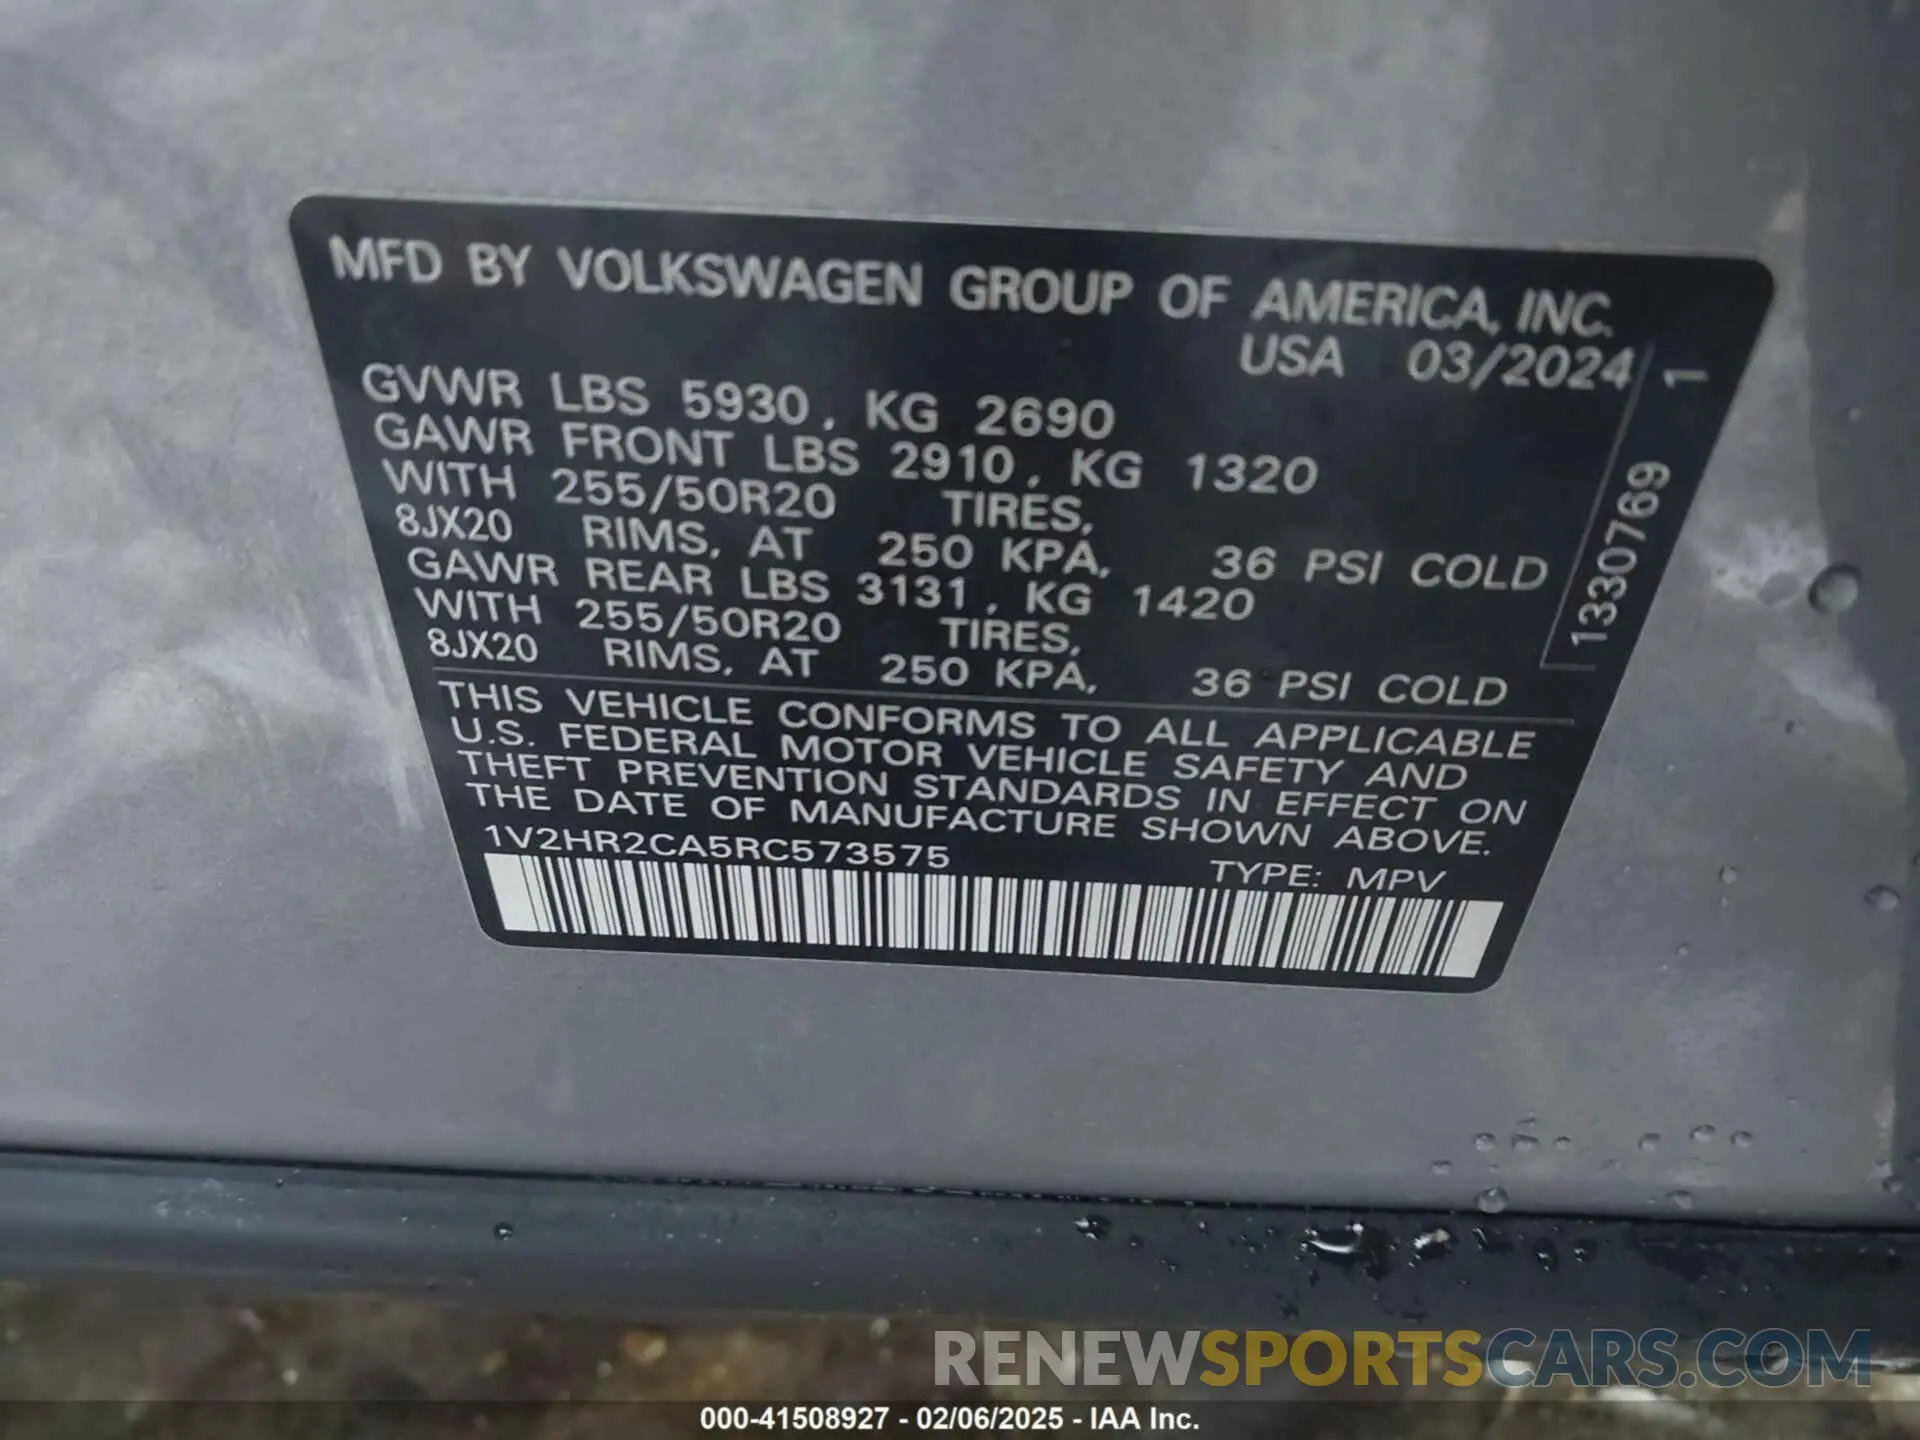 MFD BY VOLKSWAGEN GROUP OF AMERICA, INC.
USA 03/2024
GVWR LBS 5930, KG 2690
GAWR FRONT LBS 2910, KG 1320
WITH 255/50R20 TIRES,
8JX20 RIMS, AT 250 KPA, 36 PSI COLD
GAWR REAR LBS 3131, KG 1420
WITH 255/50R20 TIRES,
8JX20 RIMS, AT 250 KPA, 36 PSI COLD
1330769 1
THIS VEHICLE CONFORMS TO ALL APPLICABLE
U.S. FEDERAL MOTOR VEHICLE SAFETY AND
THEFT PREVENTION STANDARDS IN EFFECT ON
THE DATE OF MANUFACTURE SHOWN ABOVE.
1V2HR2CA5RC573575 TYPE: MPV
RENEWSPORTSCARS.COM
000-41508927 - 02/06/2025 - IAA Inc.